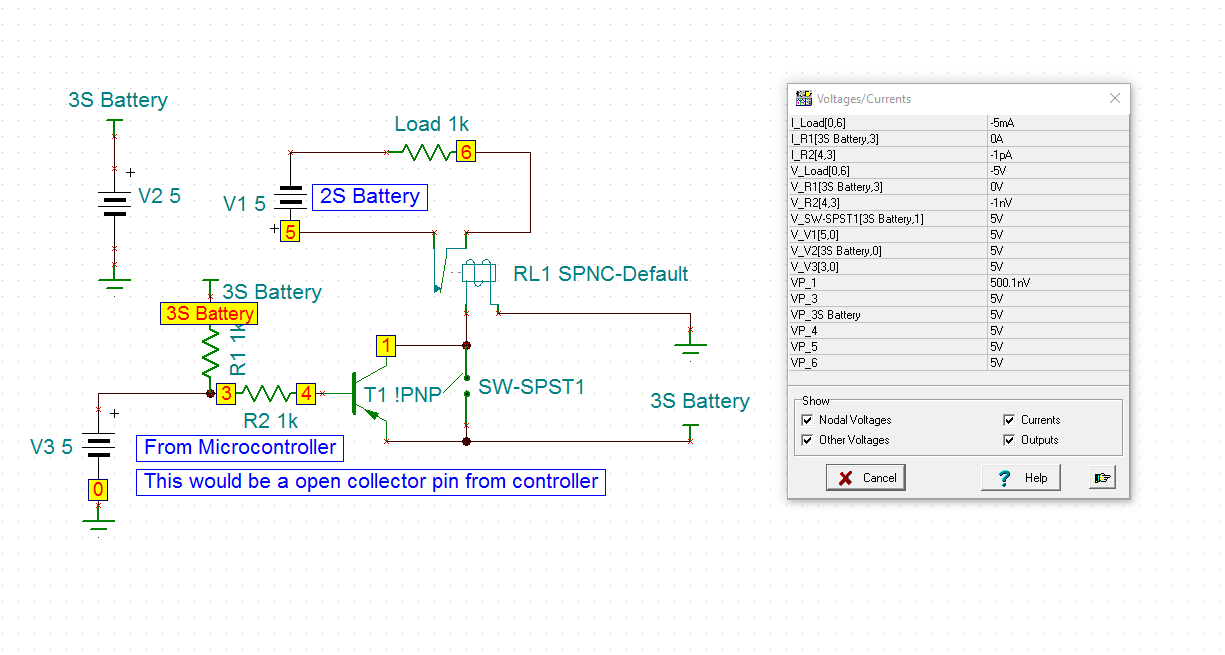 3S Battery
+
V2 5
Load 1k
6
V1 5
2S Battery
+
5
RL1 SPNC-Default
3S Battery
3S Battery
R1 1k
1
3
4
T1 !PNP
SW-SPST1
R2 1k
3S Battery
+
V3 5
From Microcontroller
This would be a open collector pin from controller
0
Voltages/Currents
I_Load[0,6] -5mA
I_R1[3S Battery,3] 0A
I_R2[4,3] -1pA
V_Load[0,6] -5V
V_R1[3S Battery,3] 0V
V_R2[4,3] -1nV
V_SW-SPST1[3S Battery,1] 5V
V_V1[5,0] 5V
V_V2[3S Battery,0] 5V
V_V3[3,0] 5V
VP_1 500.1nV
VP_3 5V
VP_3S Battery 5V
VP_4 5V
VP_5 5V
VP_6 5V
Show
Nodal Voltages Currents
Other Voltages Outputs
Cancel ? Help